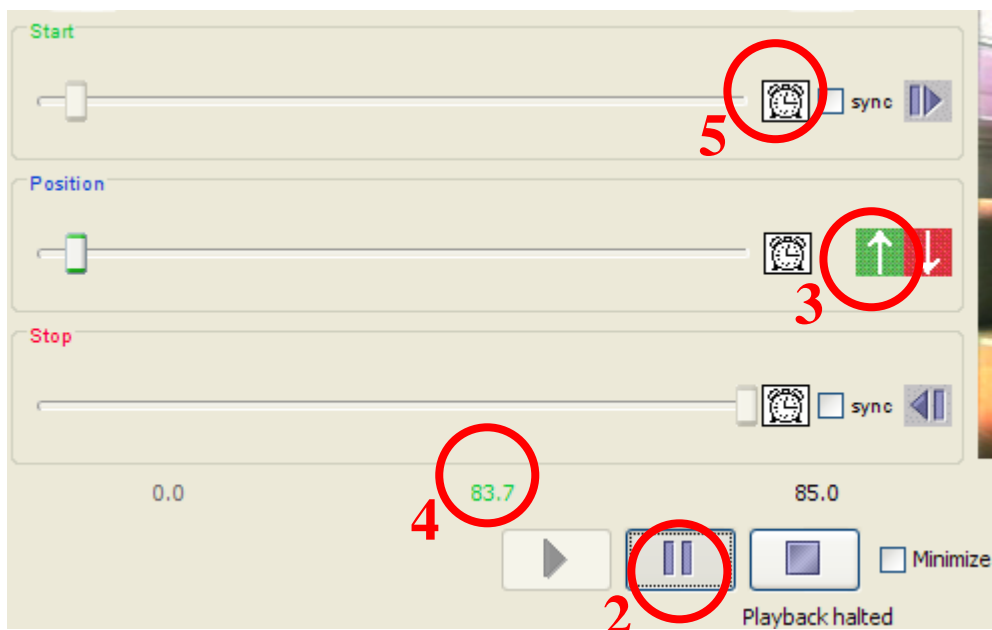 Start
5
sync
Position
3
Stop
sync
0.0
83.7
85.0
4
Minimize
2
Playback halted